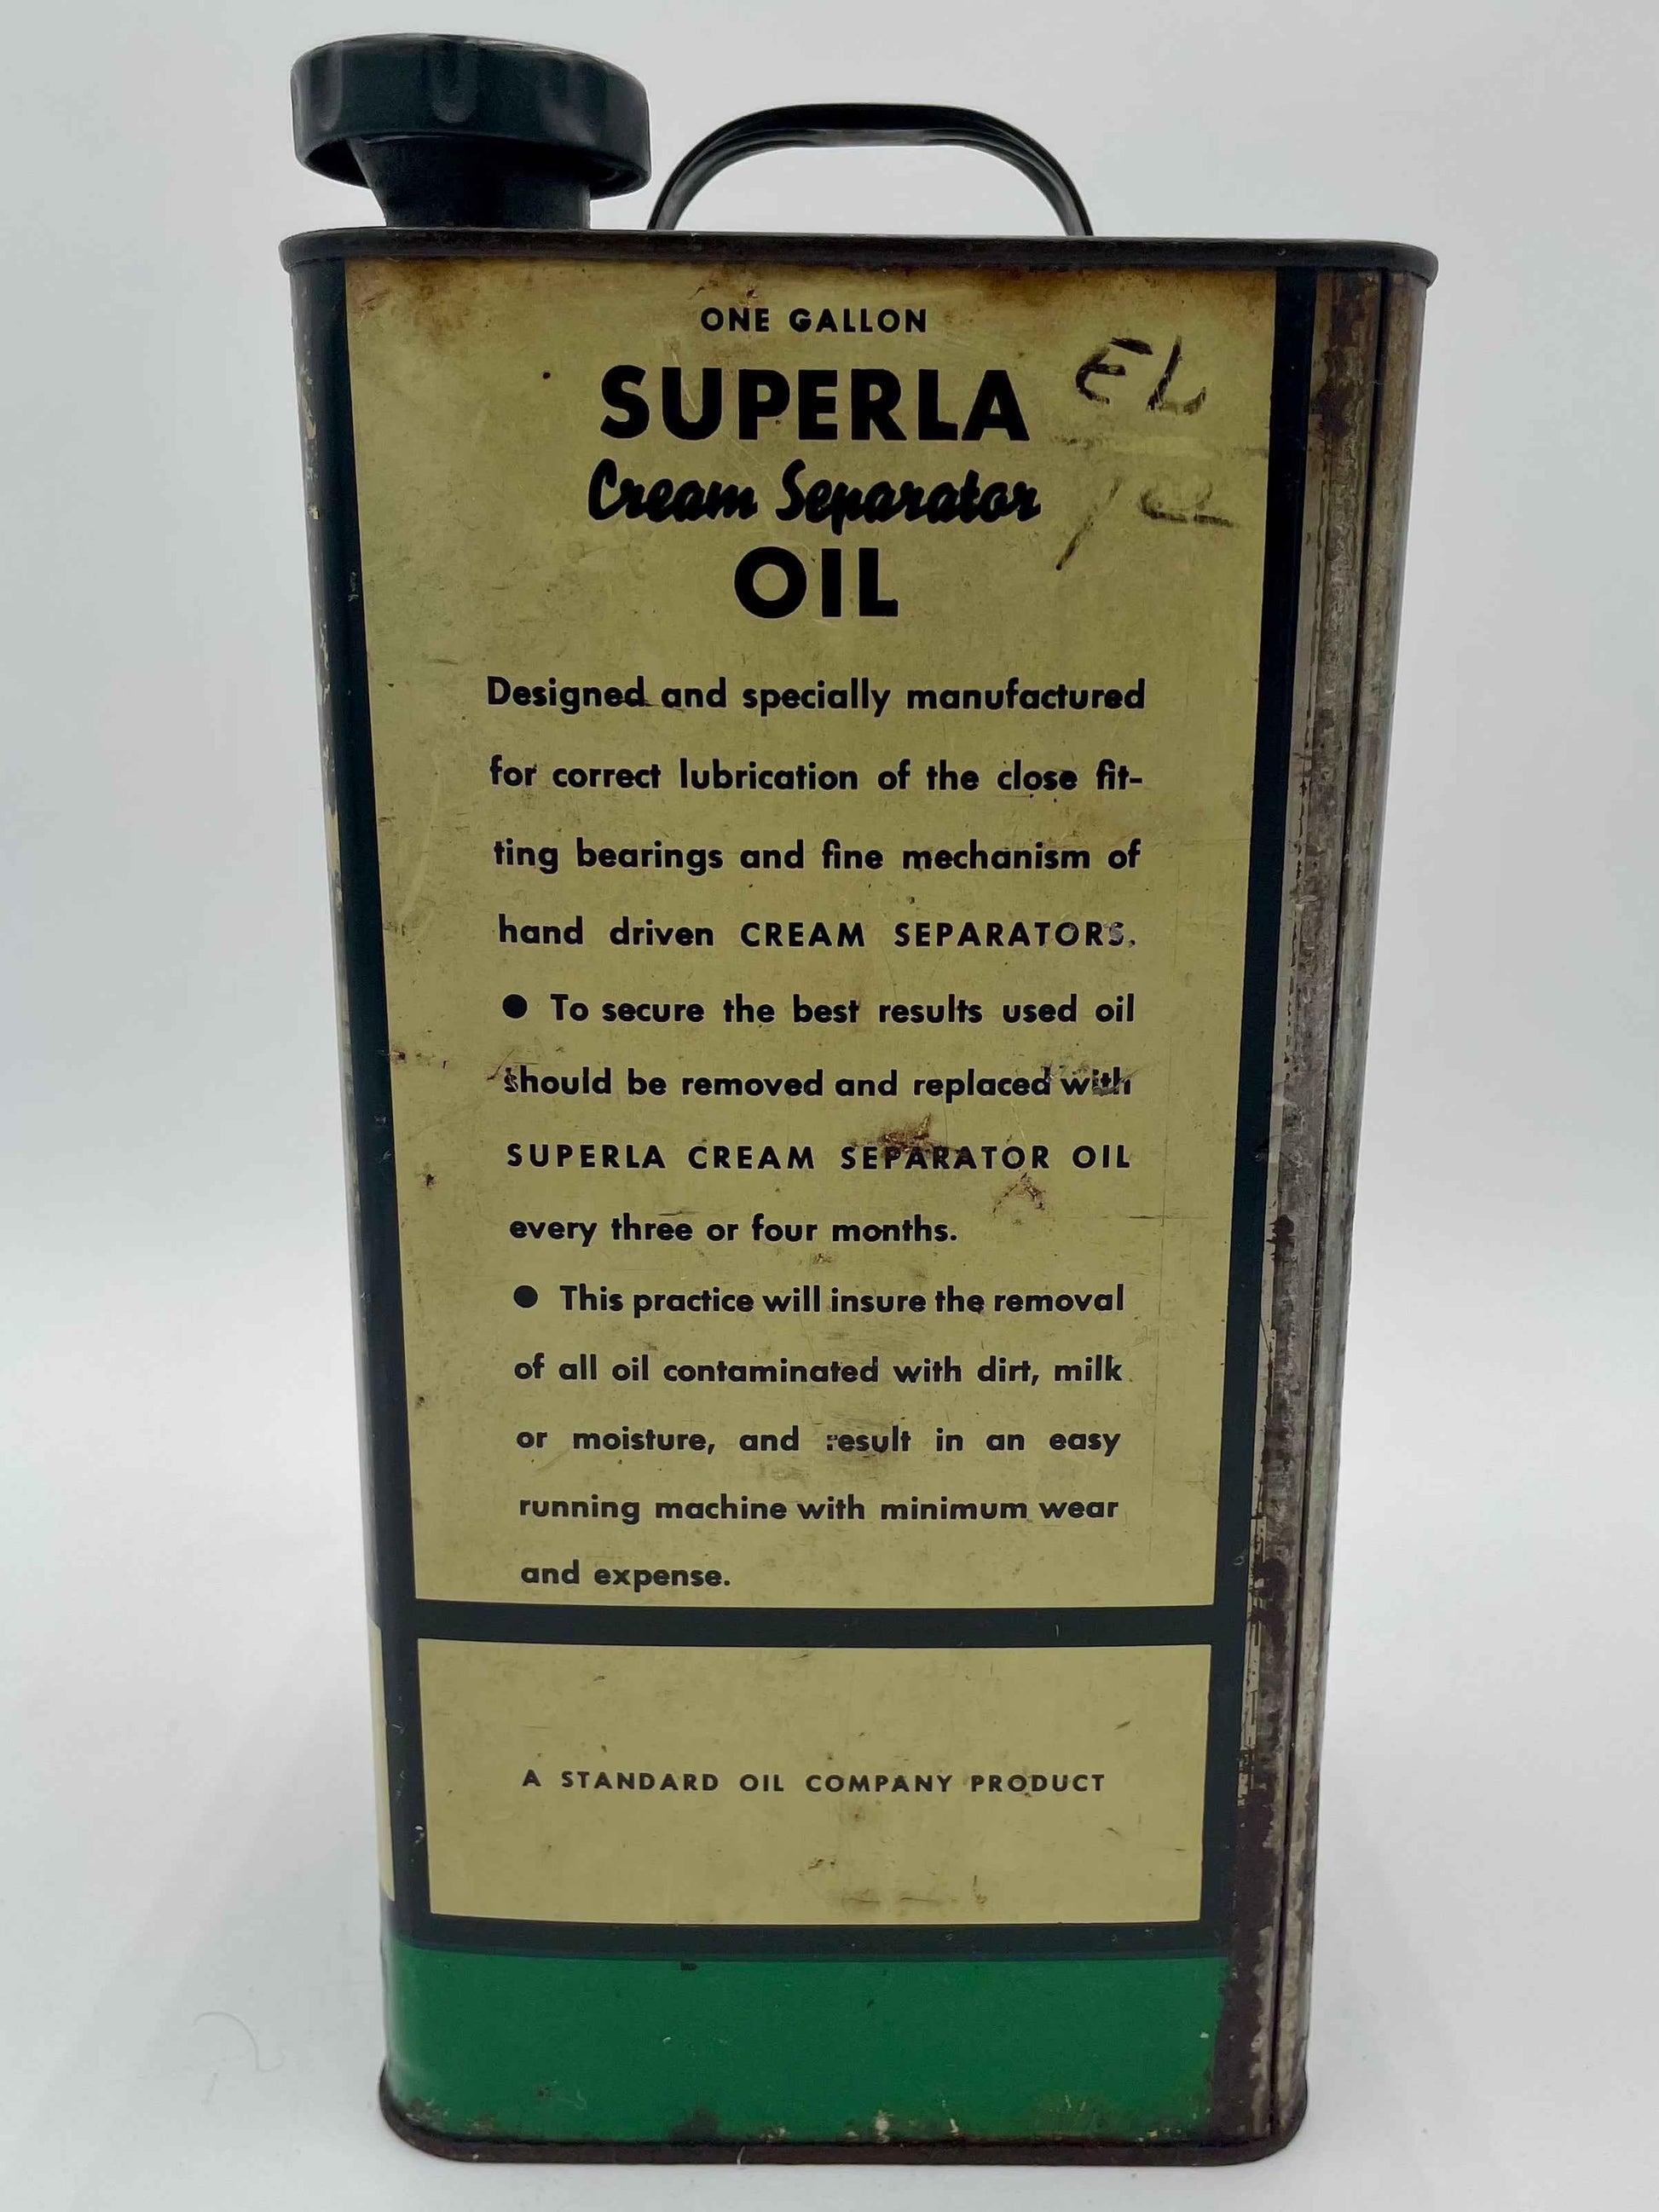 ONE GALLON
SUPERLA
Cream Separator
OIL
EL
Designed and specially manufactured
for correct lubrication of the close fit-
ting bearings and fine mechanism of
hand driven CREAM SEPARATORS.
● To secure the best results used oil
should be removed and replaced with
SUPERLA CREAM SEPARATOR OIL
every three or four months.
● This practice will insure the removal
of all oil contaminated with dirt, milk
or moisture, and result in an easy
running machine with minimum wear
and expense.
A STANDARD OIL COMPANY PRODUCT